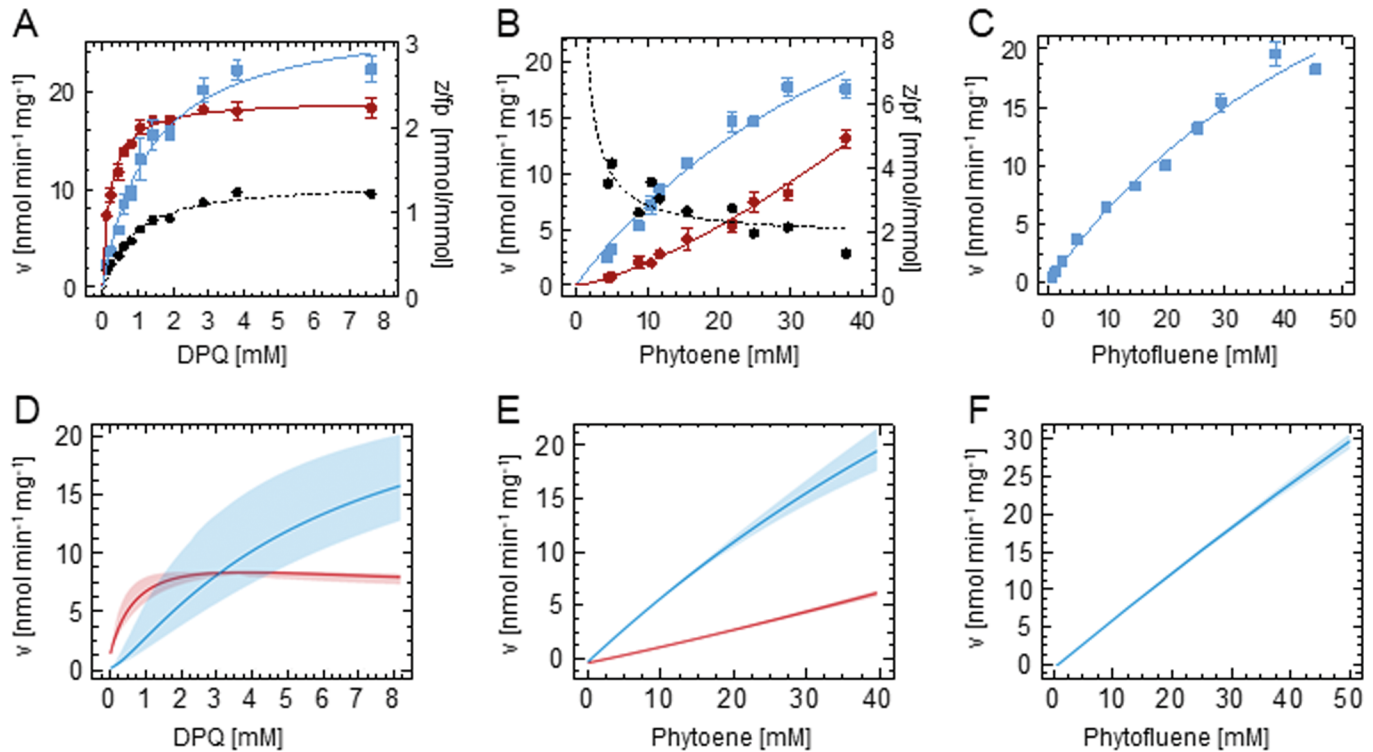 A
v [nmol min⁻¹ mg⁻¹]
20
10
0
3
2
1
0
z/fp [mmol/mmol]
0 1 2 3 4 5 6 7 8
DPQ [mM]
B
v [nmol min⁻¹ mg⁻¹]
20
15
10
5
0
8
6
4
2
0
z/pf [mmol/mmol]
0 10 20 30 40
Phytoene [mM]
C
v [nmol min⁻¹ mg⁻¹]
20
15
10
5
0
0 10 20 30 40 50
Phytofluene [mM]
D
v [nmol min⁻¹ mg⁻¹]
20
15
10
5
0
0 1 2 3 4 5 6 7 8
DPQ [mM]
E
v [nmol min⁻¹ mg⁻¹]
20
15
10
5
0
0 10 20 30 40
Phytoene [mM]
F
v [nmol min⁻¹ mg⁻¹]
30
25
20
15
10
5
0
0 10 20 30 40 50
Phytofluene [mM]